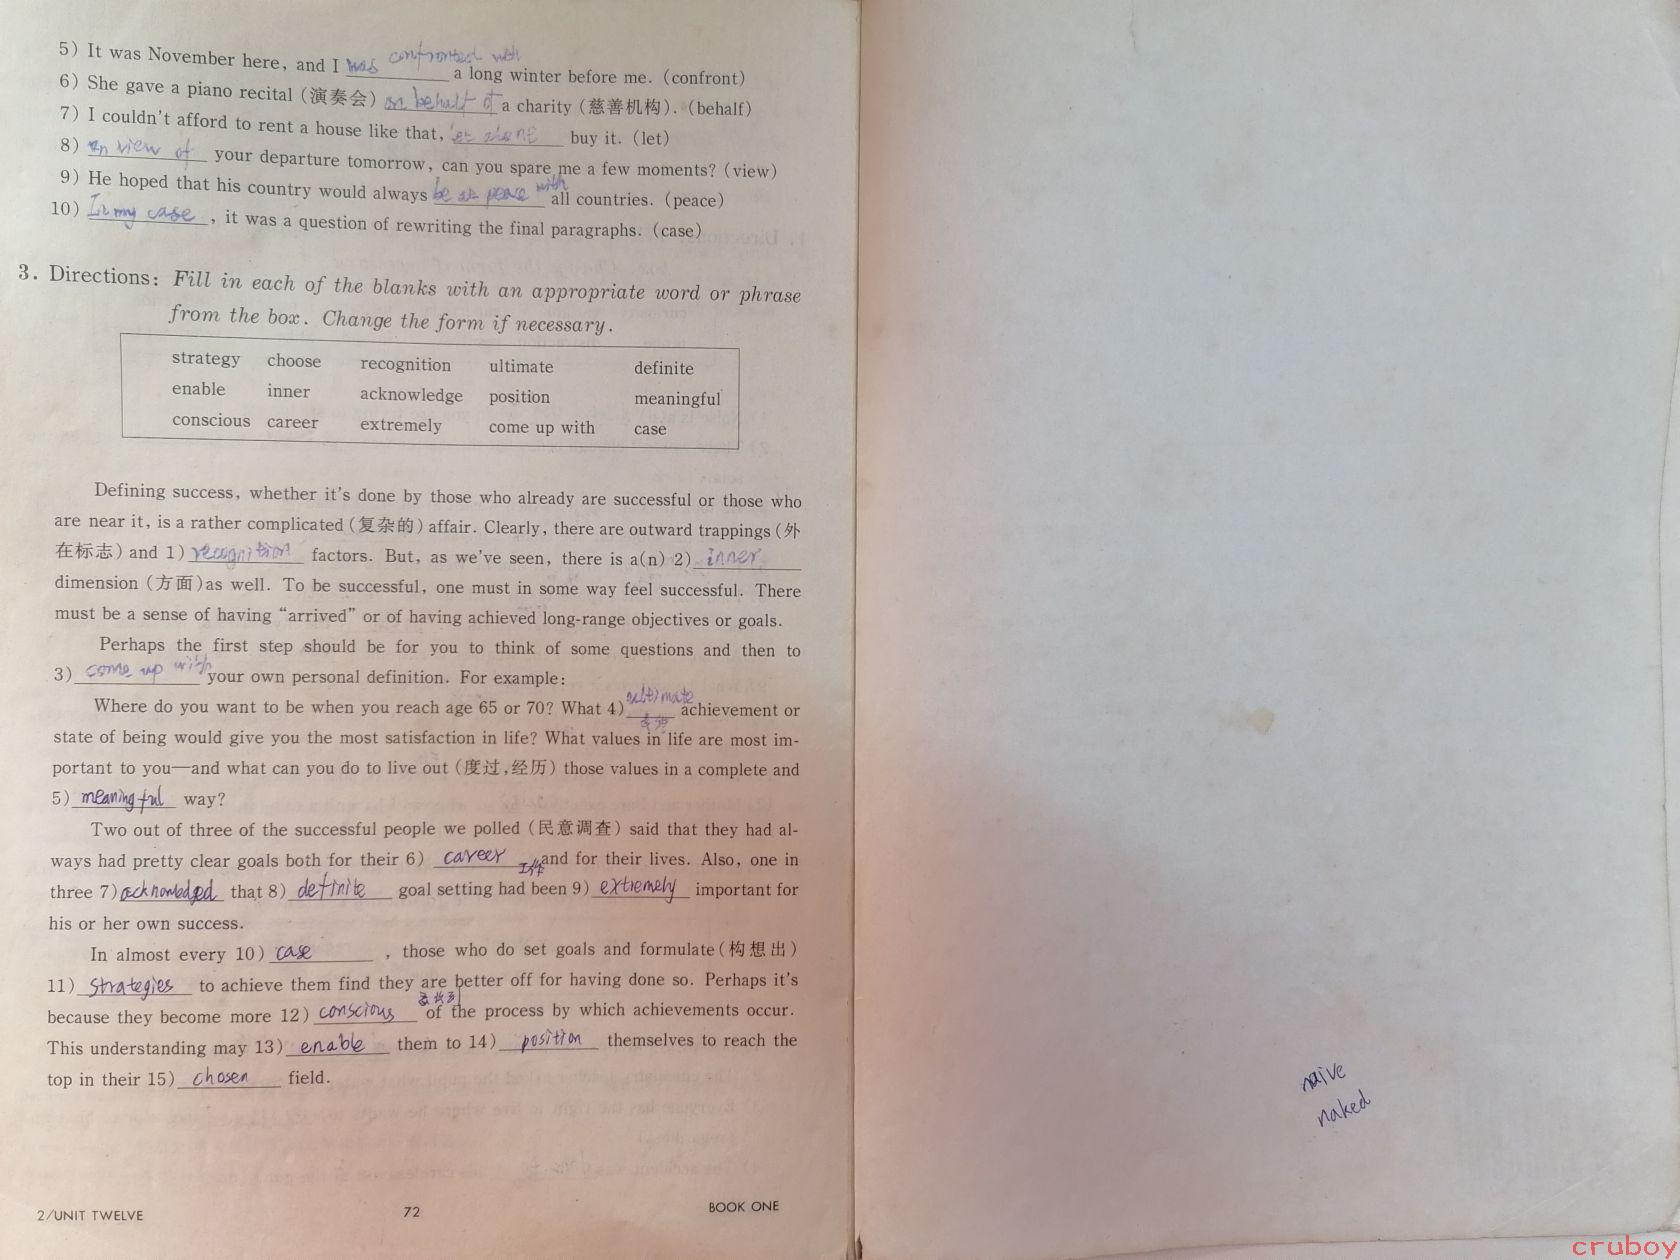 5) It was November here, and I was confronted with a long winter before me. (confront)
6) She gave a piano recital (演奏会) on behalf of a charity (慈善机构). (behalf)
7) I couldn't afford to rent a house like that, let alone buy it. (let)
8) In view of your departure tomorrow, can you spare me a few moments? (view)
9) He hoped that his country would always be at peace with all countries. (peace)
10) In my case, it was a question of rewriting the final paragraphs. (case)
3. Directions: Fill in each of the blanks with an appropriate word or phrase
from the box. Change the form if necessary.
strategy choose recognition ultimate definite
enable inner acknowledge position meaningful
conscious career extremely come up with case
Defining success, whether it's done by those who already are successful or those who
are near it, is a rather complicated (复杂的) affair. Clearly, there are outward trappings (外
在标志) and 1) recognition factors. But, as we've seen, there is a(n) 2) inner
dimension (方面) as well. To be successful, one must in some way feel successful. There
must be a sense of having "arrived" or of having achieved long-range objectives or goals.
Perhaps the first step should be for you to think of some questions and then to
3) come up with your own personal definition. For example:
Where do you want to be when you reach age 65 or 70? What 4) ultimate achievement or
state of being would give you the most satisfaction in life? What values in life are most im-
portant to you—and what can you do to live out (度过,经历) those values in a complete and
5) meaningful way?
Two out of three of the successful people we polled (民意调查) said that they had al-
ways had pretty clear goals both for their 6) career 工作 and for their lives. Also, one in
three 7) acknowledged that 8) definite goal setting had been 9) extremely important for
his or her own success.
In almost every 10) case, those who do set goals and formulate (构想出)
11) strategies to achieve them find they are better off for having done so. Perhaps it's
because they become more 12) conscious of the process by which achievements occur.
This understanding may 13) enable them to 14) position themselves to reach the
top in their 15) chosen field.
2/UNIT TWELVE 72 BOOK ONE
naive
naked
cruboy